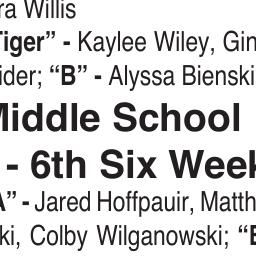 ra Willis
Tiger” - Kaylee Wiley, Gin
ider; “B” - Alyssa Bienski
Middle School
- 6th Six Week
A” - Jared Hoffpauir, Matth
ki, Colby Wilganowski; “B